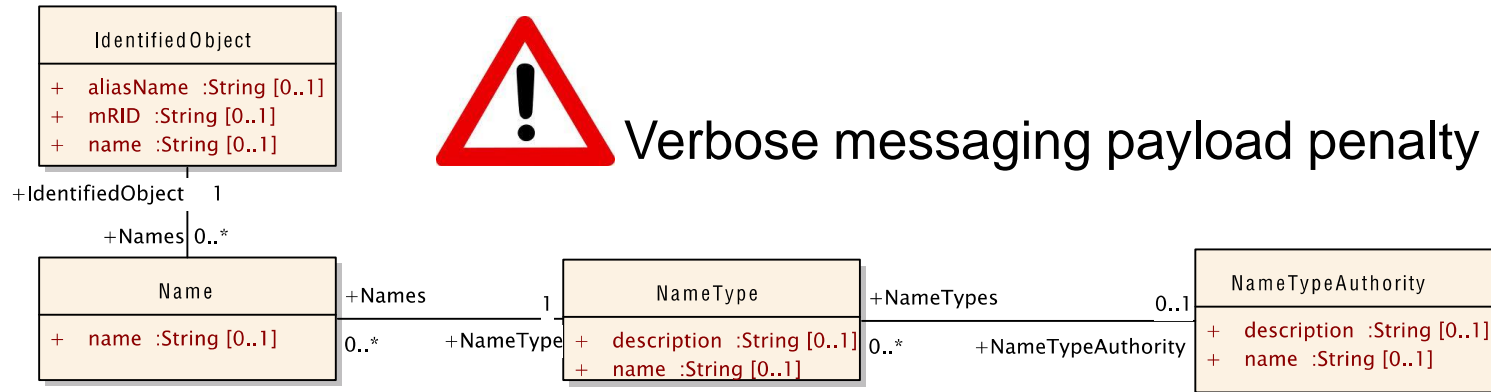 IdentifiedObject
+ aliasName :String [0..1]
+ mRID :String [0..1]
+ name :String [0..1]
Verbose messaging payload penalty
+IdentifiedObject 1
+Names 0..*
Name
+ name :String [0..1]
+Names 1
0..* +NameType
NameType
+ description :String [0..1]
+ name :String [0..1]
+NameTypes 0..1
0..* +NameTypeAuthority
NameTypeAuthority
+ description :String [0..1]
+ name :String [0..1]